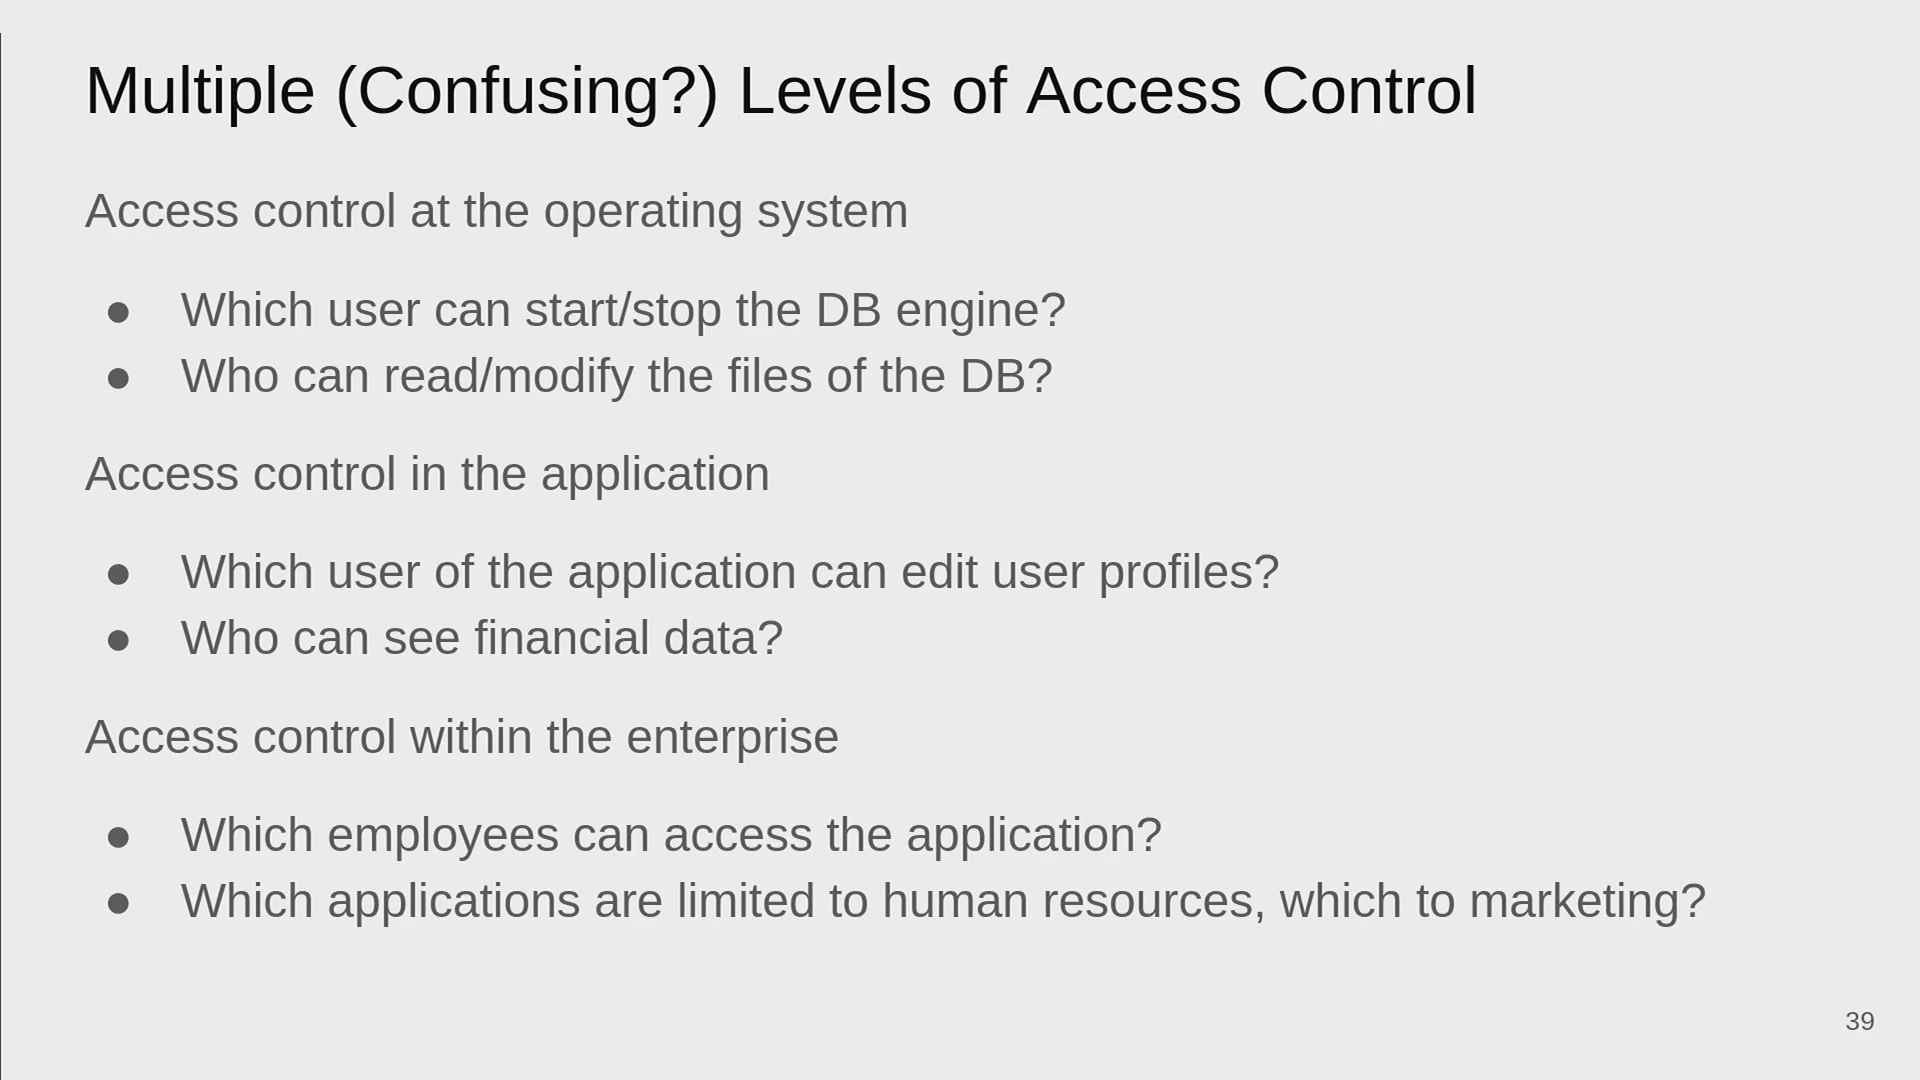 Multiple (Confusing?) Levels of Access Control
Access control at the operating system
● Which user can start/stop the DB engine?
● Who can read/modify the files of the DB?
Access control in the application
● Which user of the application can edit user profiles?
● Who can see financial data?
Access control within the enterprise
● Which employees can access the application?
● Which applications are limited to human resources, which to marketing?
39